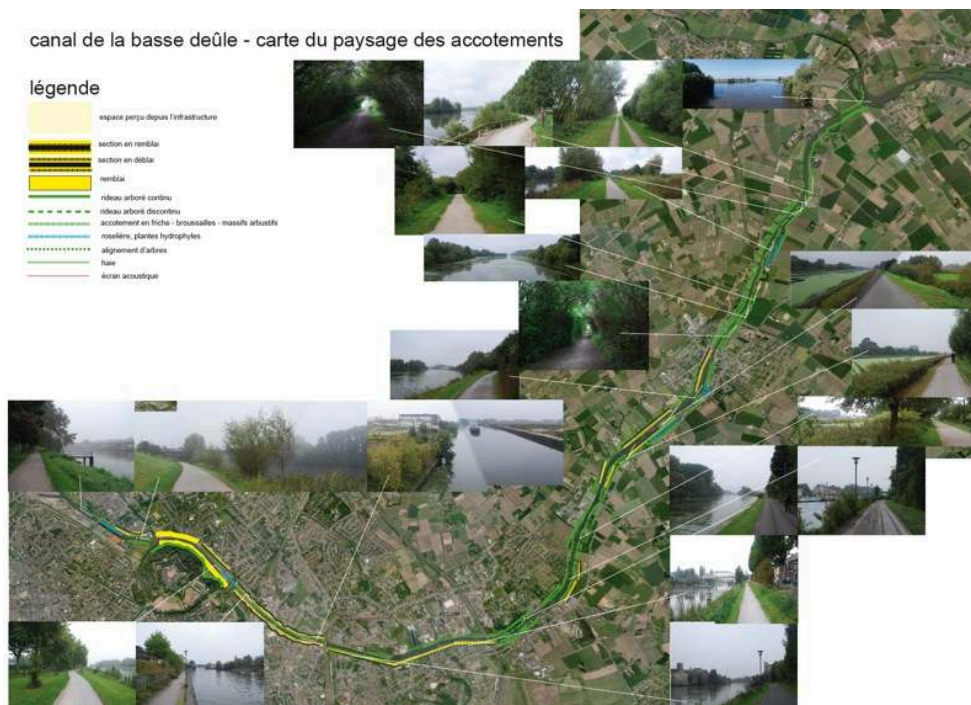 canal de la basse deûle - carte du paysage des accotements
légende
espace perçu depuis l'infrastructure
section en remblai
section en déblai
remblai
rideau arboré continu
rideau arboré discontinu
accotement en friche - broussailles - massifs arbustifs
roselière, plantes hydrophyles
alignement d'arbres
haie
écran acoustique